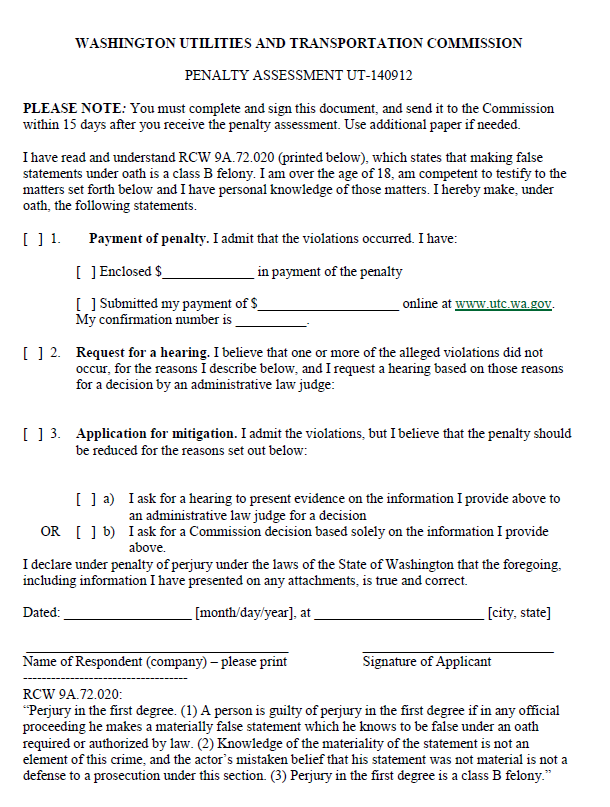 WASHINGTON UTILITIES AND TRANSPORTATION COMMISSION
PENALTY ASSESSMENT UT-140912
PLEASE NOTE: You must complete and sign this document, and send it to the Commission
within 15 days after you receive the penalty assessment. Use additional paper if needed.
I have read and understand RCW 9A.72.020 (printed below), which states that making false
statements under oath is a class B felony. I am over the age of 18, am competent to testify to the
matters set forth below and I have personal knowledge of those matters. I hereby make, under
oath, the following statements.
[ ] 1. Payment of penalty. I admit that the violations occurred. I have:
[ ] Enclosed $_____________ in payment of the penalty
[ ] Submitted my payment of $____________________ online at www.utc.wa.gov.
My confirmation number is __________.
[ ] 2. Request for a hearing. I believe that one or more of the alleged violations did not
occur, for the reasons I describe below, and I request a hearing based on those reasons
for a decision by an administrative law judge:
[ ] 3. Application for mitigation. I admit the violations, but I believe that the penalty should
be reduced for the reasons set out below:
[ ] a) I ask for a hearing to present evidence on the information I provide above to
an administrative law judge for a decision
OR [ ] b) I ask for a Commission decision based solely on the information I provide
above.
I declare under penalty of perjury under the laws of the State of Washington that the foregoing,
including information I have presented on any attachments, is true and correct.
Dated: __________________ [month/day/year], at ________________________ [city, state]
_____________________________________ ___________________________
Name of Respondent (company) – please print Signature of Applicant
-----------------------------------
RCW 9A.72.020:
“Perjury in the first degree. (1) A person is guilty of perjury in the first degree if in any official
proceeding he makes a materially false statement which he knows to be false under an oath
required or authorized by law. (2) Knowledge of the materiality of the statement is not an
element of this crime, and the actor’s mistaken belief that his statement was not material is not a
defense to a prosecution under this section. (3) Perjury in the first degree is a class B felony.”